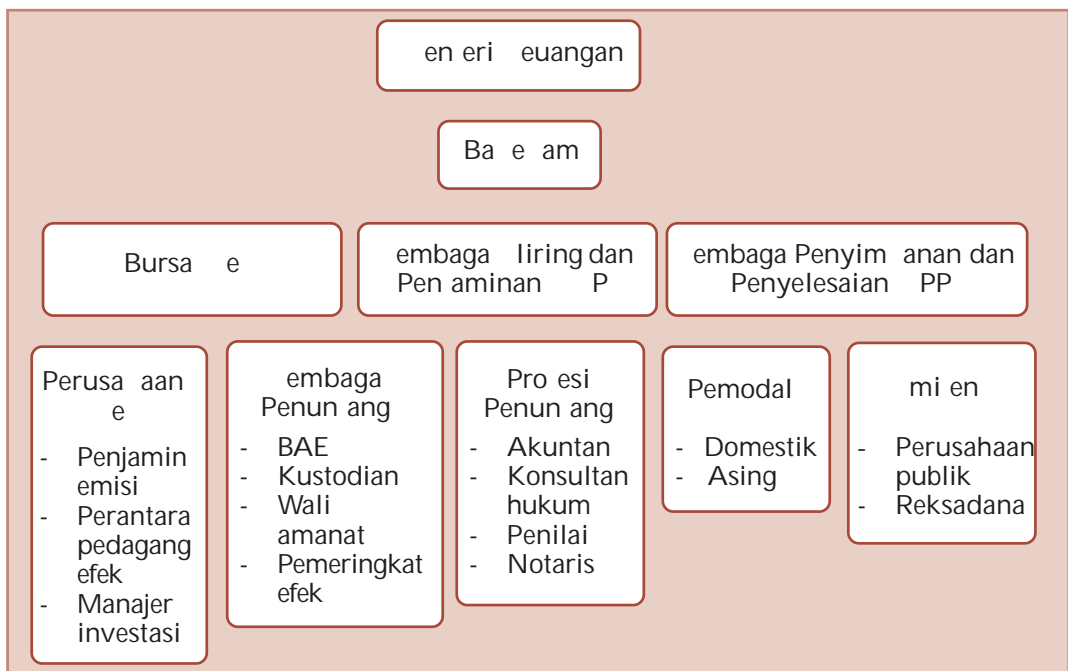 en eri euangan
Ba e am
Bursa e
embaga liring dan
Pen aminan P
embaga Penyim anan dan
Penyelesaian PP
Perusa aan
e
- Penjamin
emisi
- Perantara
pedagang
efek
- Manajer
investasi
embaga
Penun ang
- BAE
- Kustodian
- Wali
amanat
- Pemeringkat
efek
Pro esi
Penun ang
- Akuntan
- Konsultan
hukum
- Penilai
- Notaris
Pemodal
- Domestik
- Asing
mi en
- Perusahaan
publik
- Reksadana